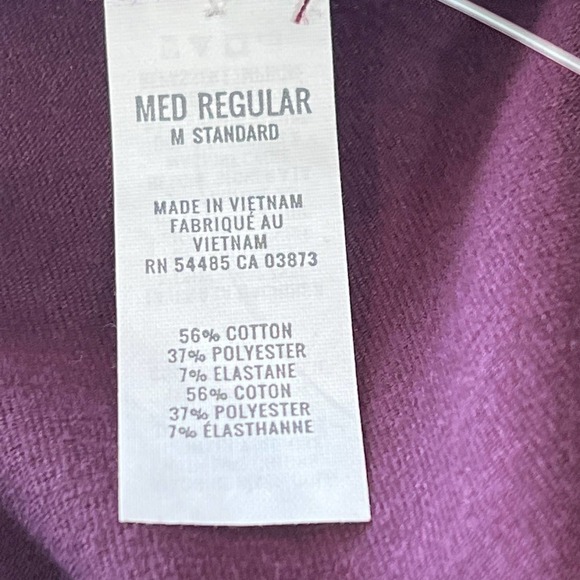 MED REGULAR
M STANDARD
MADE IN VIETNAM
FABRIQUÉ AU
VIETNAM
RN 54485 CA 03873
56% COTTON
37% POLYESTER
7% ELASTANE
56% COTON
37% POLYESTER
7% ÉLASTHANNE